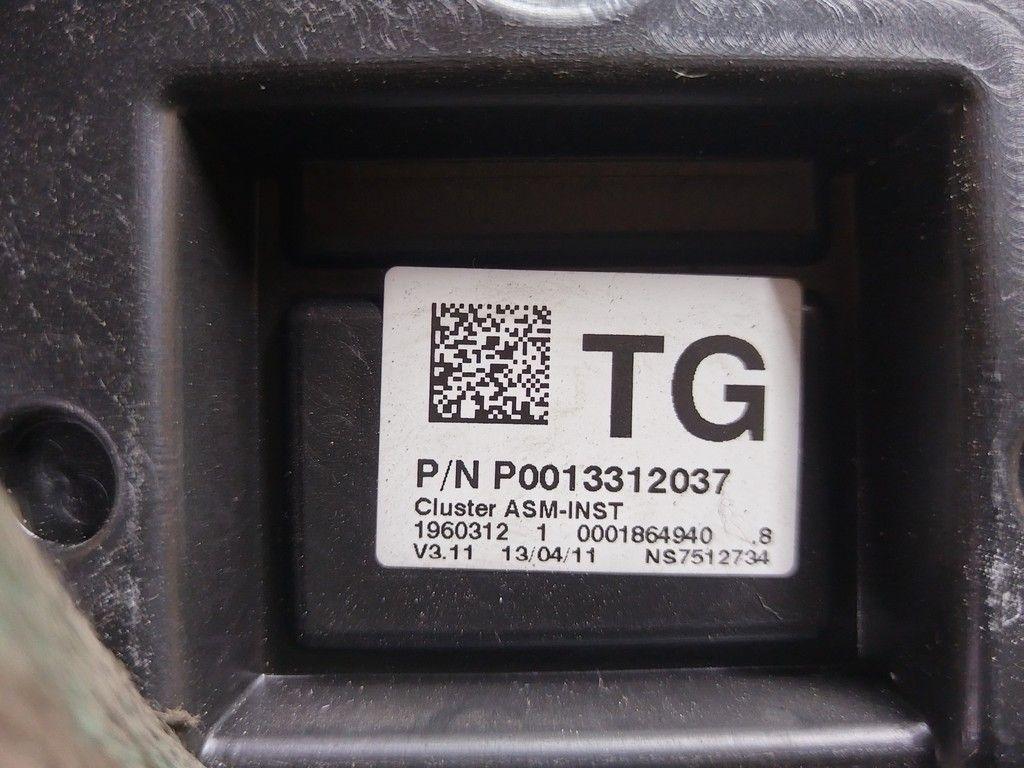 TG
P/N P0013312037
Cluster ASM-INST
1960312 1 0001864940 .8
V3.11 13/04/11 NS7512734